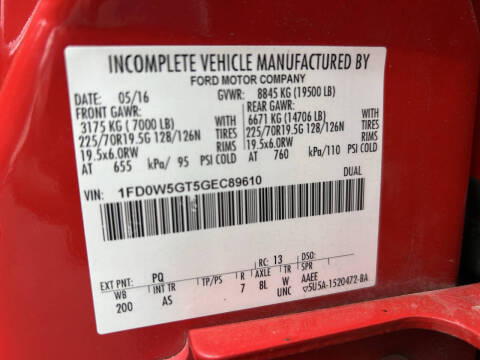 INCOMPLETE VEHICLE MANUFACTURED BY
FORD MOTOR COMPANY
DATE: 05/16 GVWR: 8845 KG (19500 LB)
FRONT GAWR: REAR GAWR:
3175 KG (7000 LB) WITH 6671 KG (14706 LB) WITH
225/70R19.5G 128/126N TIRES 225/70R19.5G 128/126N TIRES
19.5x6.0RW RIMS 19.5x6.0RW RIMS
AT 655 kPa/ 95 PSI COLD AT 760 kPa/110 PSI COLD
VIN: 1FD0W5GT5GEC89610 DUAL
RC: 13 DSO:
EXT PNT: PQ R AXLE TR SPR
WB INT TR TP/PS 7 BL W AAEE
200 AS UNC 5U5A-1520472-BA